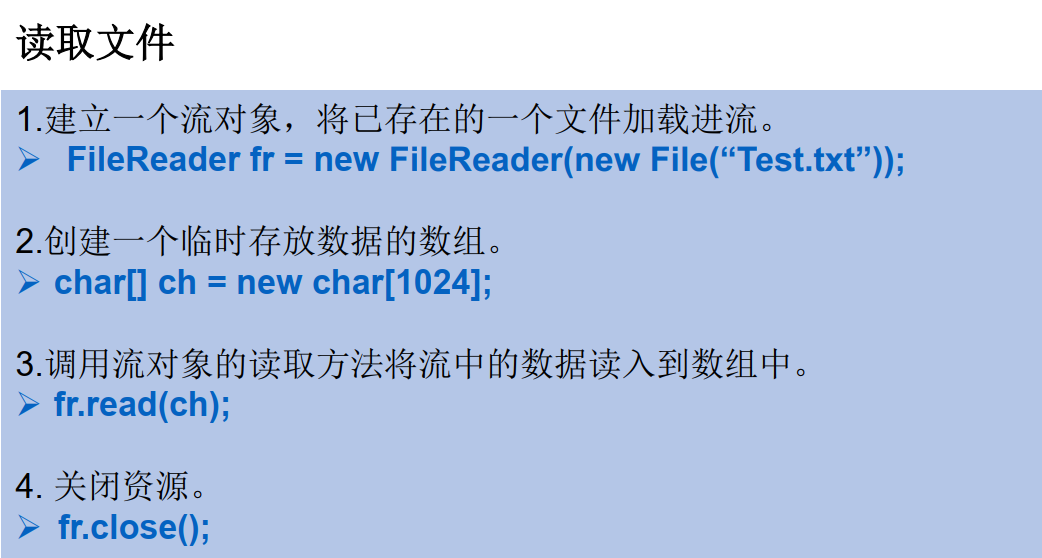 读取文件
1.建立一个流对象，将已存在的一个文件加载进流。
➢ FileReader fr = new FileReader(new File(“Test.txt”));
2.创建一个临时存放数据的数组。
➢ char[] ch = new char[1024];
3.调用流对象的读取方法将流中的数据读入到数组中。
➢ fr.read(ch);
4. 关闭资源。
➢ fr.close();